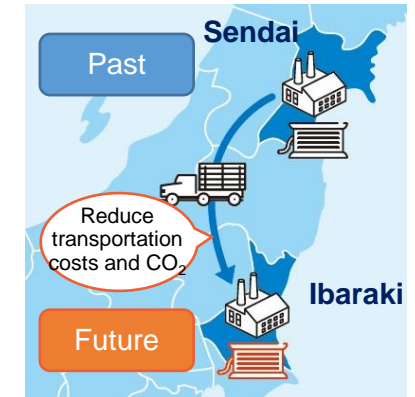 Sendai
Past
Reduce
transportation
costs and CO₂
Ibaraki
Future